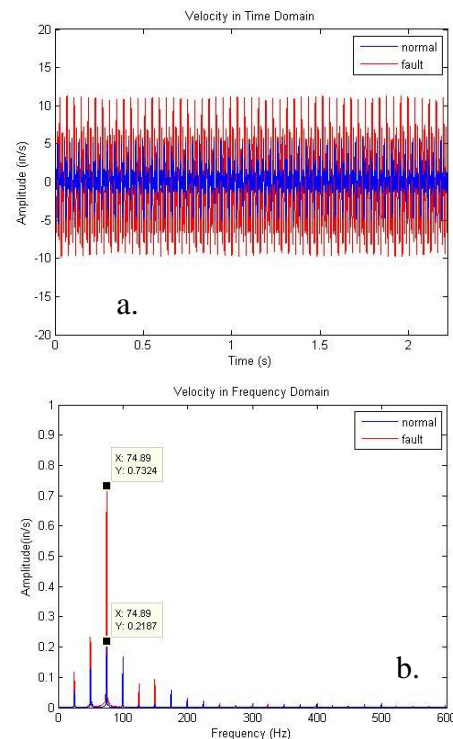 Velocity in Time Domain
20
15
10
5
0
-5
-10
-15
-20
Amplitude (in/s)
normal
fault
a.
0
0.5
1
1.5
2
Time (s)
Velocity in Frequency Domain
1
0.9
0.8
0.7
0.6
0.5
0.4
0.3
0.2
0.1
0
Amplitude(in/s)
normal
fault
X: 74.89
Y: 0.7324
X: 74.89
Y: 0.2187
b.
0
100
200
300
400
500
600
Frequency (Hz)